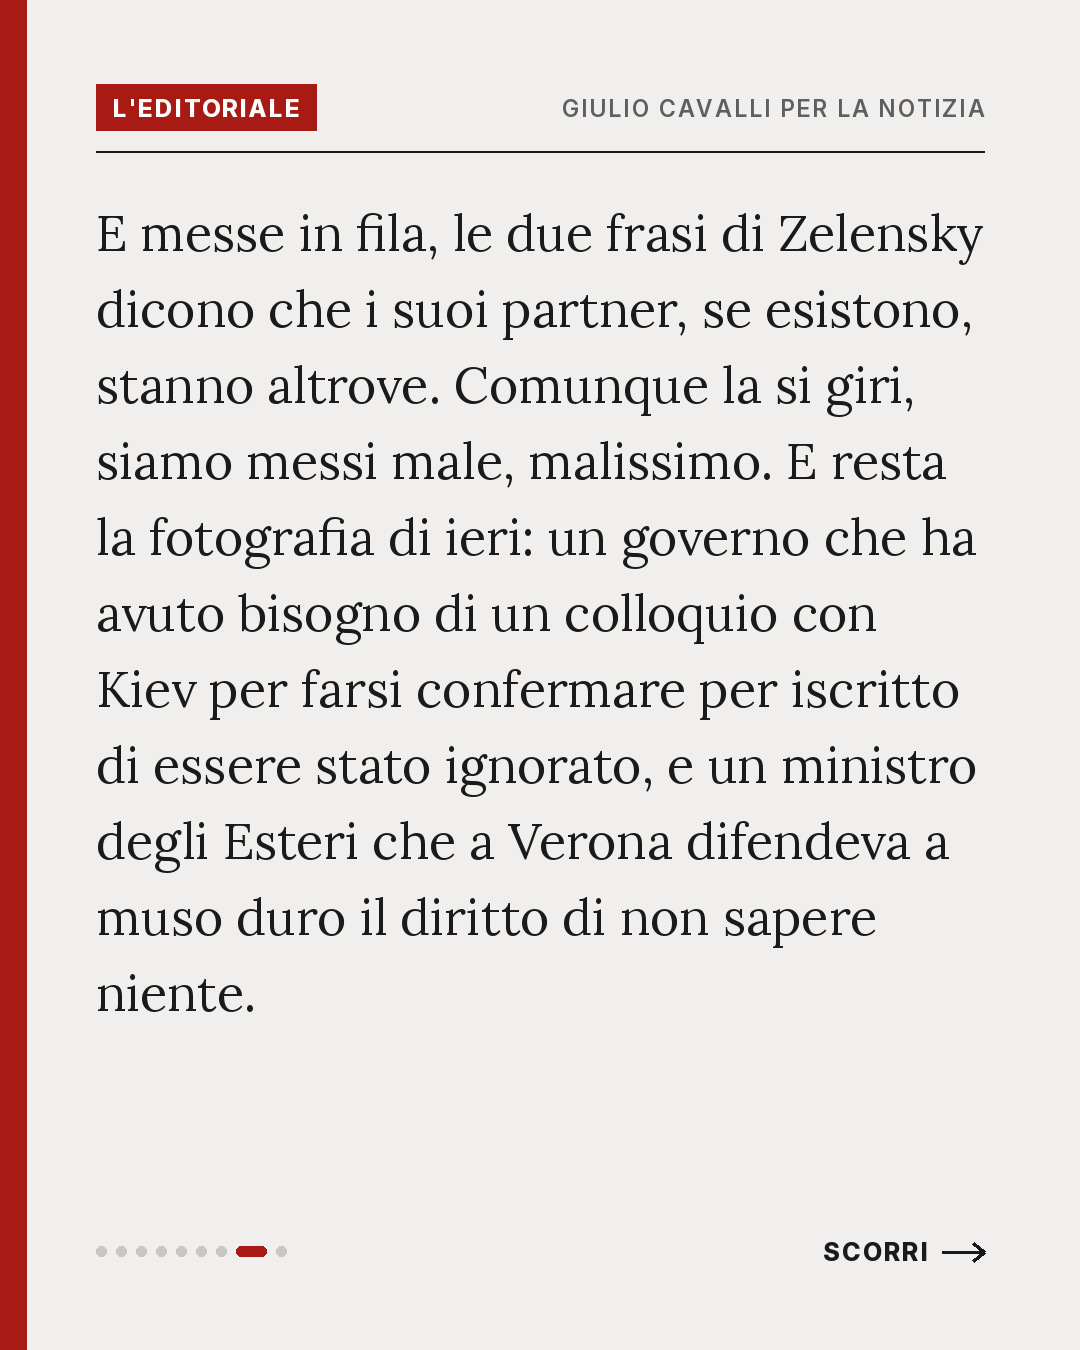 L'EDITORIALE
GIULIO CAVALLI PER LA NOTIZIA
E messe in fila, le due frasi di Zelensky
dicono che i suoi partner, se esistono,
stanno altrove. Comunque la si giri,
siamo messi male, malissimo. E resta
la fotografia di ieri: un governo che ha
avuto bisogno di un colloquio con
Kiev per farsi confermare per iscritto
di essere stato ignorato, e un ministro
degli Esteri che a Verona difendeva a
muso duro il diritto di non sapere
niente.
SCORRI